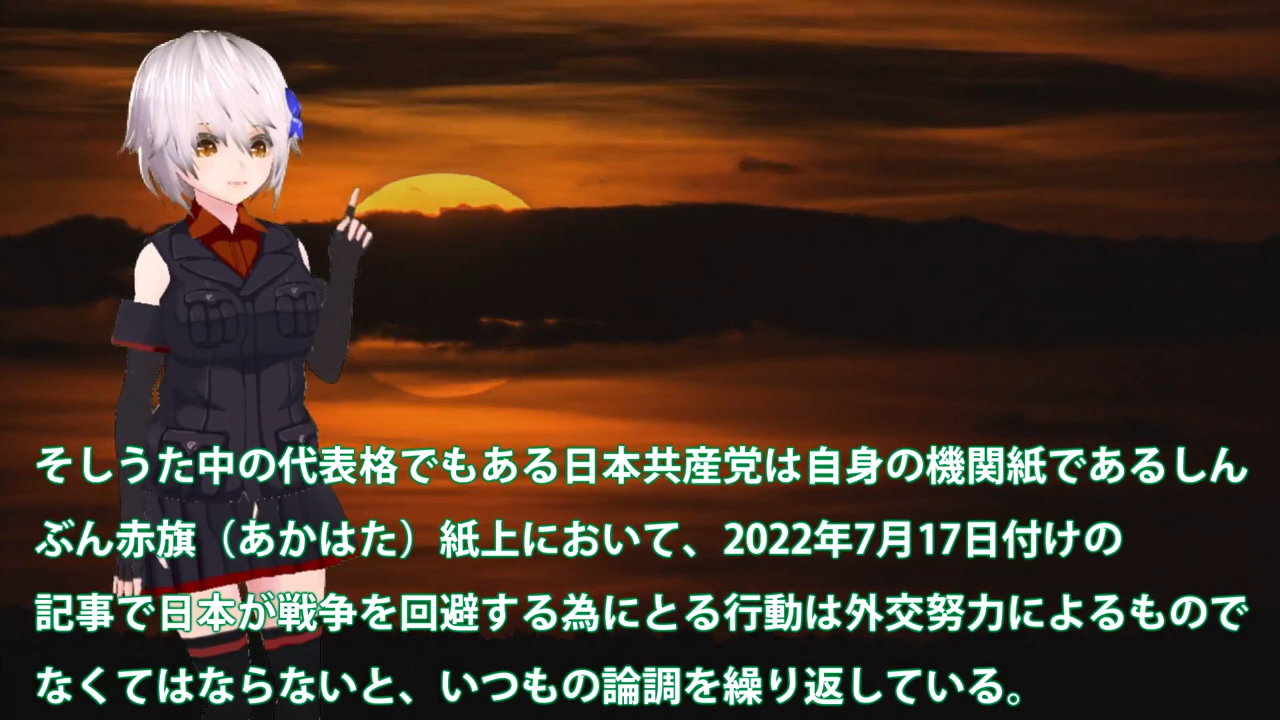 そしうた中の代表格でもある日本共産党は自身の機関紙であるしん
ぶん赤旗（あかはた）紙上において、2022年7月17日付けの
記事で日本が戦争を回避する為にとる行動は外交努力によるもので
なくてはならないと、いつもの論調を繰り返している。